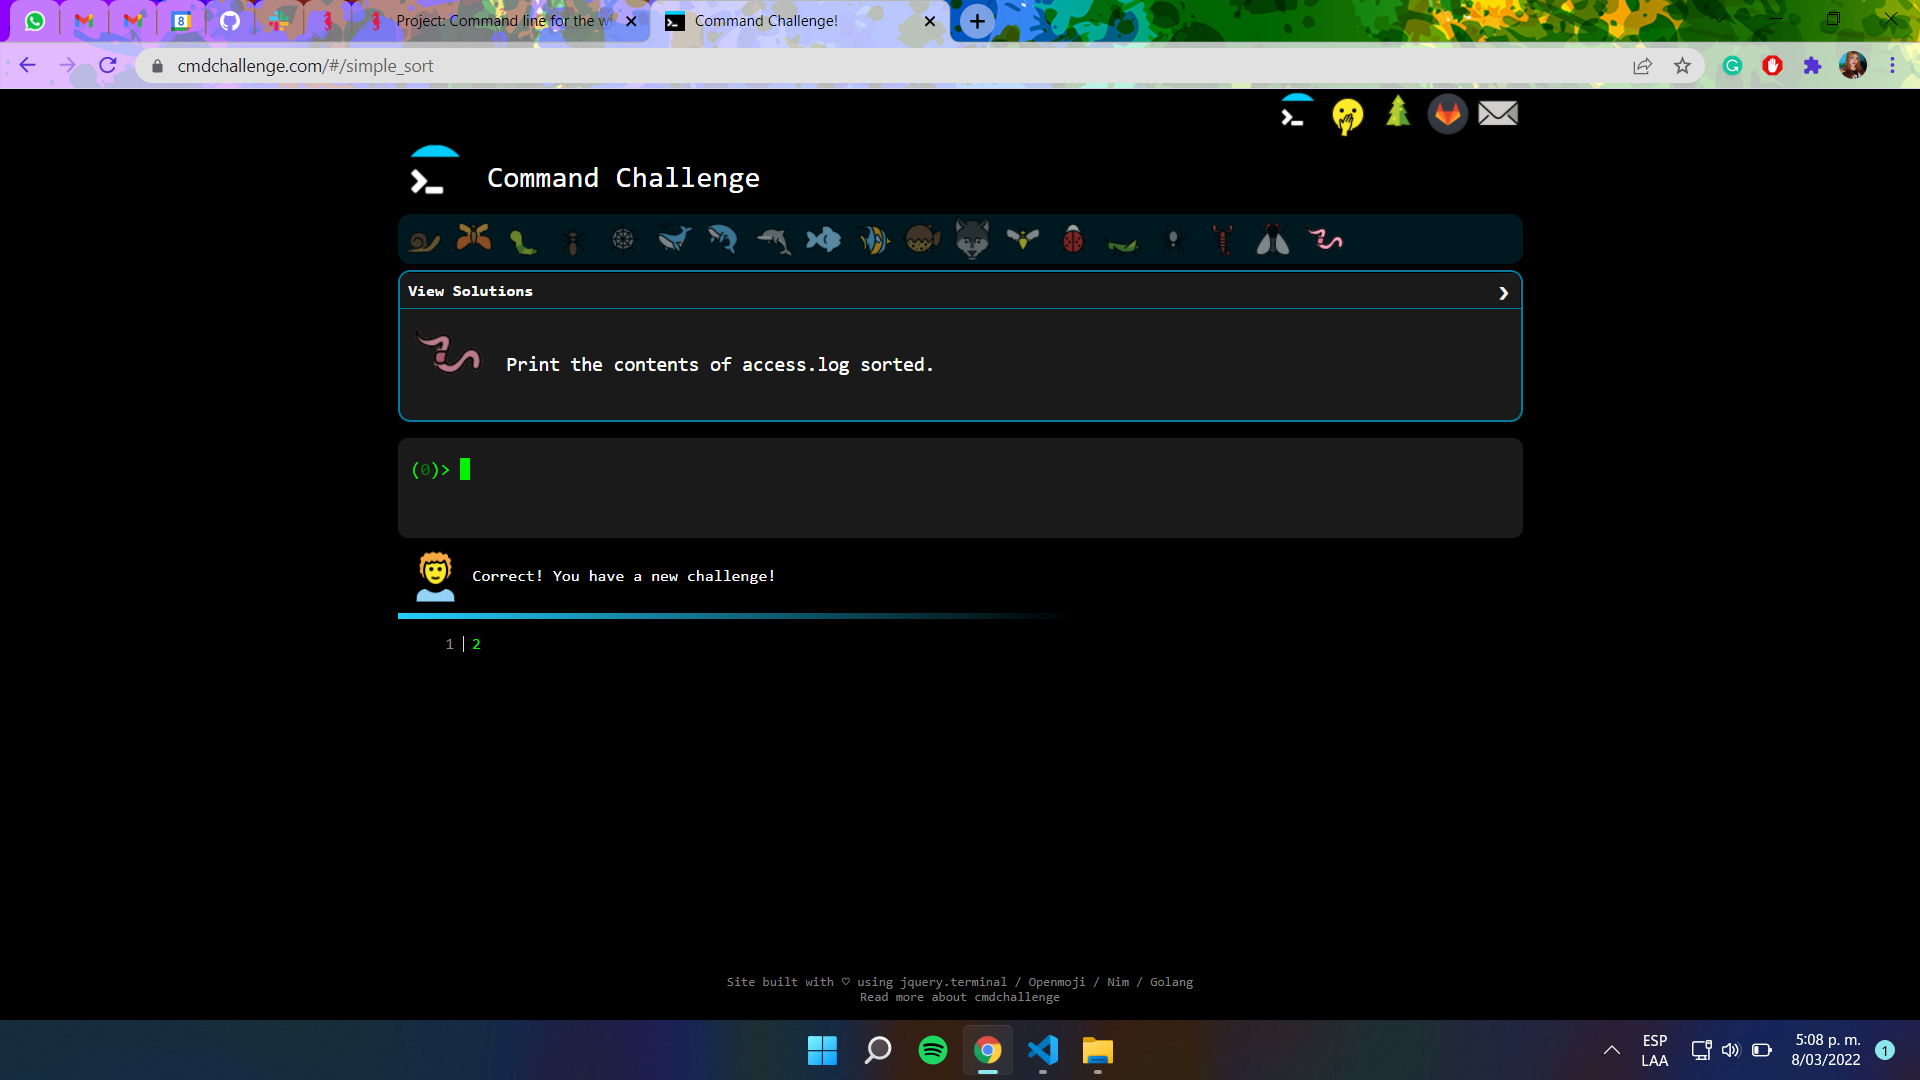 8
Project: Command line for the w
Command Challenge!
cmdchallenge.com/#/simple_sort
Command Challenge
View Solutions
Print the contents of access.log sorted.
(0)>
Correct! You have a new challenge!
1 | 2
Site built with ♡ using jquery.terminal / Openmoji / Nim / Golang
Read more about cmdchallenge
ESP
LAA
5:08 p. m.
8/03/2022
1